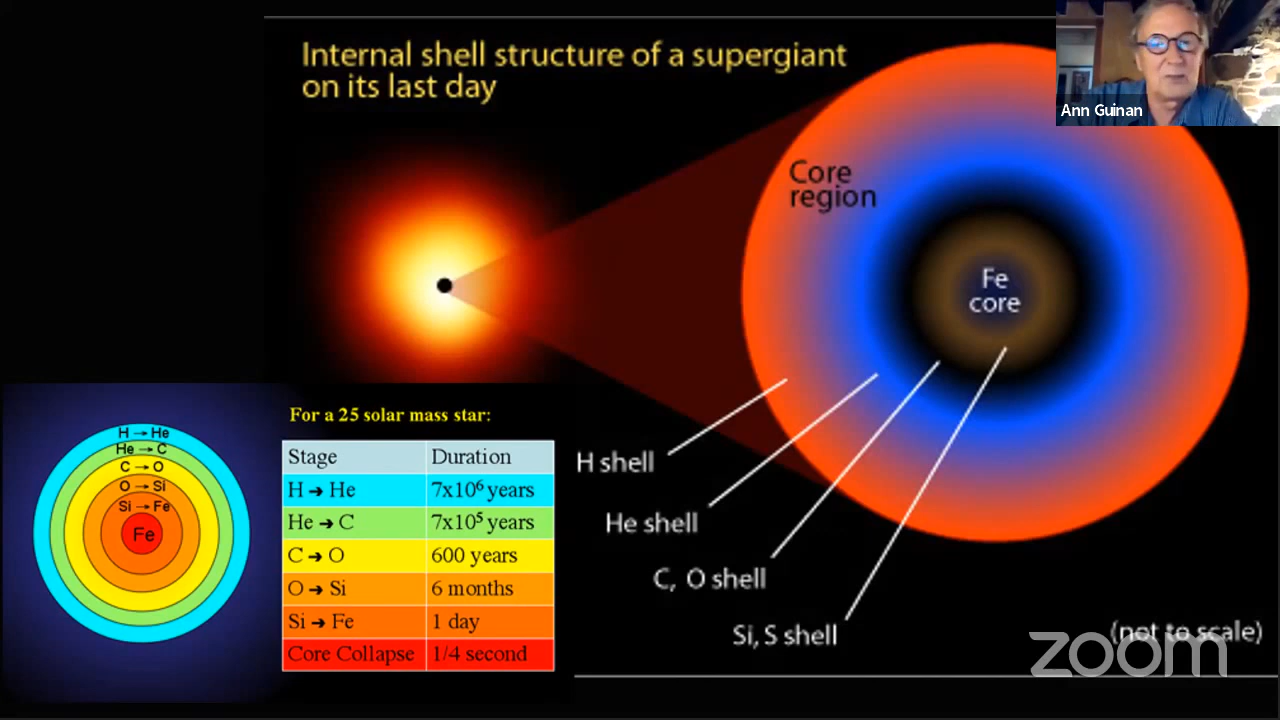 Internal shell structure of a supergiant
on its last day
Ann Guinan
Core
region
Fe
core
H shell
He shell
C, O shell
Si, S shell
(not to scale)
zoom
H → He
He → C
C → O
O → Si
Si → Fe
Fe
For a 25 solar mass star:
Stage Duration
H → He 7x10⁶ years
He → C 7x10⁵ years
C → O 600 years
O → Si 6 months
Si → Fe 1 day
Core Collapse 1/4 second